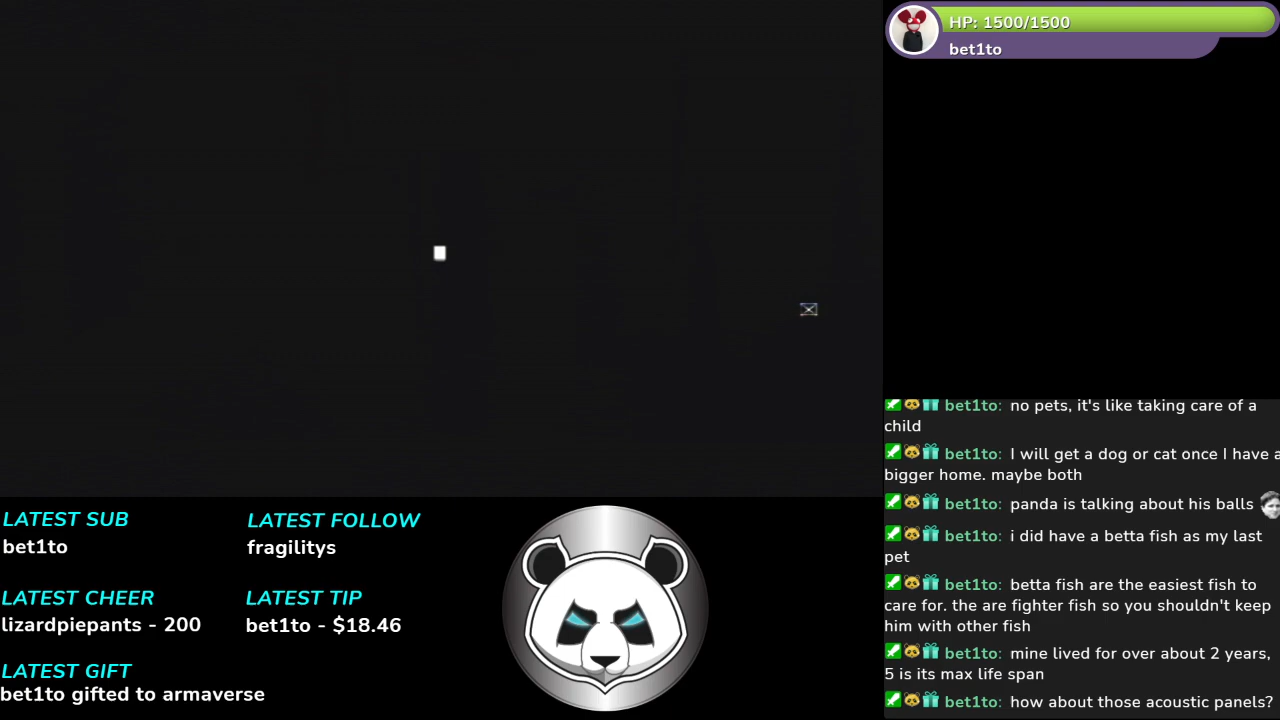 HP: 1500/1500
bet1to
bet1to: no pets, it's like taking care of a
child
bet1to: I will get a dog or cat once I have a
bigger home. maybe both
bet1to: panda is talking about his balls
bet1to: i did have a betta fish as my last
pet
bet1to: betta fish are the easiest fish to
care for. the are fighter fish so you shouldn't keep
him with other fish
bet1to: mine lived for over about 2 years,
5 is its max life span
bet1to: how about those acoustic panels?
LATEST SUB
bet1to
LATEST FOLLOW
fragilitys
LATEST CHEER
lizardpiepants - 200
LATEST TIP
bet1to - $18.46
LATEST GIFT
bet1to gifted to armaverse